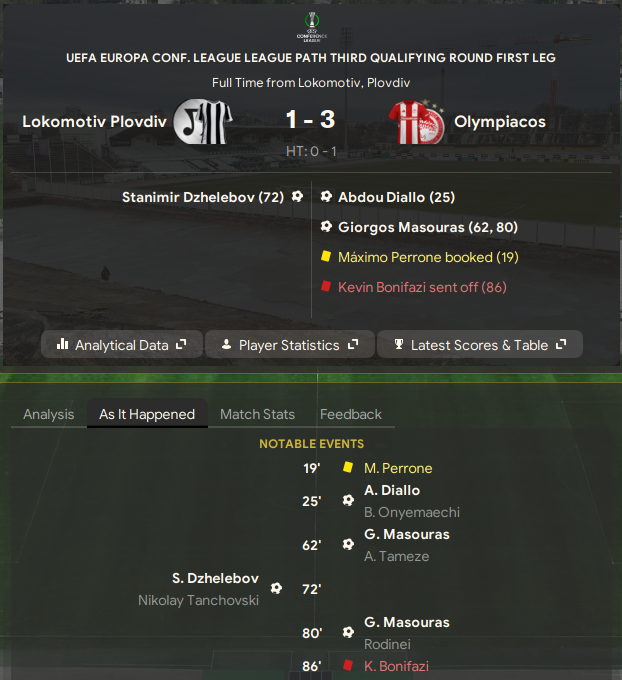 UEFA
CONFERENCE
LEAGUE
UEFA EUROPA CONF. LEAGUE LEAGUE PATH THIRD QUALIFYING ROUND FIRST LEG
Full Time from Lokomotiv, Plovdiv
Lokomotiv Plovdiv 1 - 3 Olympiacos
HT: 0 - 1
Stanimir Dzhelebov (72) Abdou Diallo (25)
Giorgos Masouras (62, 80)
Máximo Perrone booked (19)
Kevin Bonifazi sent off (86)
Analytical Data Player Statistics Latest Scores & Table
Analysis As It Happened Match Stats Feedback
NOTABLE EVENTS
19' M. Perrone
25' A. Diallo
B. Onyemaechi
62' G. Masouras
A. Tameze
S. Dzhelebov 72'
Nikolay Tanchovski
80' G. Masouras
Rodinei
86' K. Bonifazi